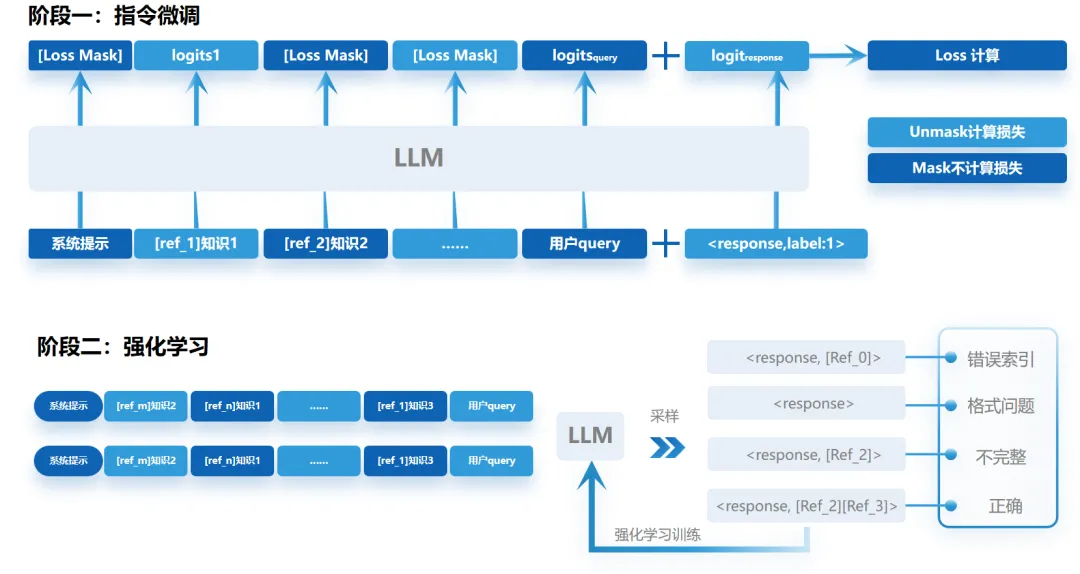 阶段一：指令微调
[Loss Mask] logits1 [Loss Mask] [Loss Mask] logitsquery + logitresponse Loss 计算
LLM
Unmask计算损失
Mask不计算损失
系统提示 [ref_1]知识1 [ref_2]知识2 …… 用户query + <response,label:1>
阶段二：强化学习
系统提示 [ref_m]知识2 [ref_n]知识1 …… [ref_1]知识3 用户query
系统提示 [ref_m]知识2 [ref_n]知识1 …… [ref_1]知识3 用户query
LLM
采样
<response, [Ref_0]> 错误索引
<response> 格式问题
<response, [Ref_2]> 不完整
<response, [Ref_2][Ref_3]> 正确
强化学习训练